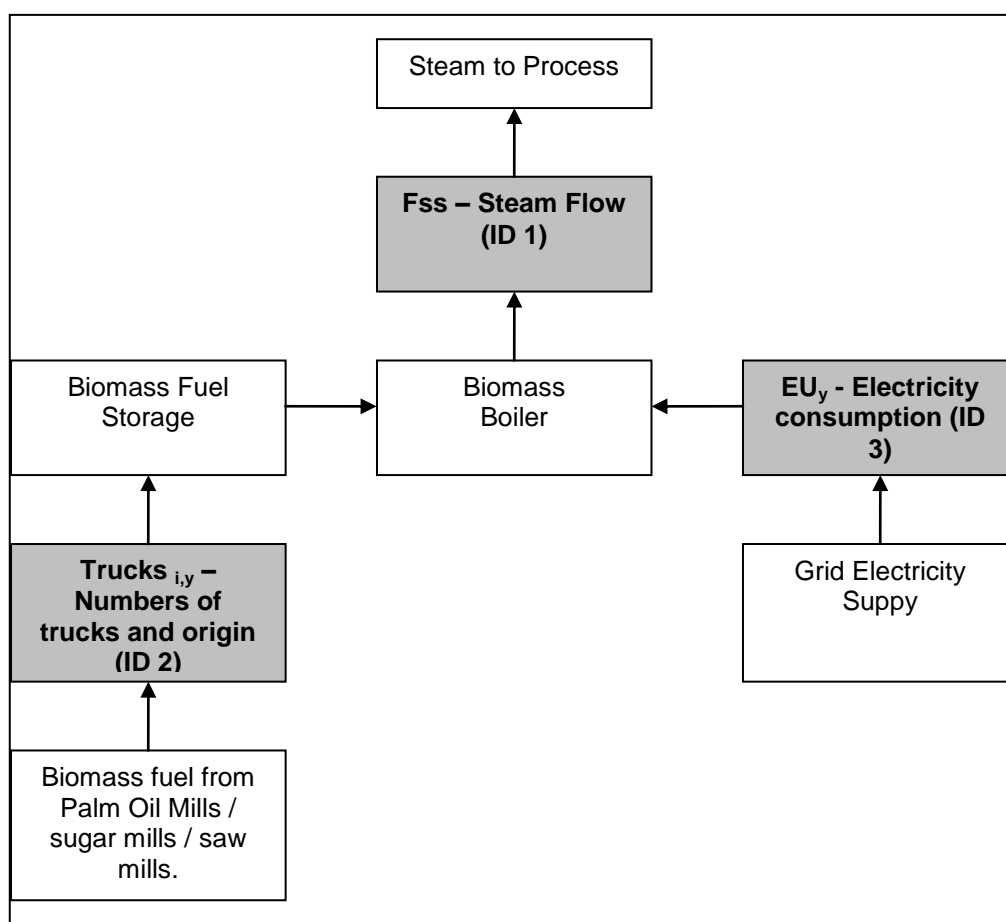 Steam to Process
Fss – Steam Flow
(ID 1)
Biomass Fuel
Storage
Biomass
Boiler
EUy - Electricity
consumption (ID
3)
Trucks i,y –
Numbers of
trucks and origin
(ID 2)
Grid Electricity
Suppy
Biomass fuel from
Palm Oil Mills /
sugar mills / saw
mills.